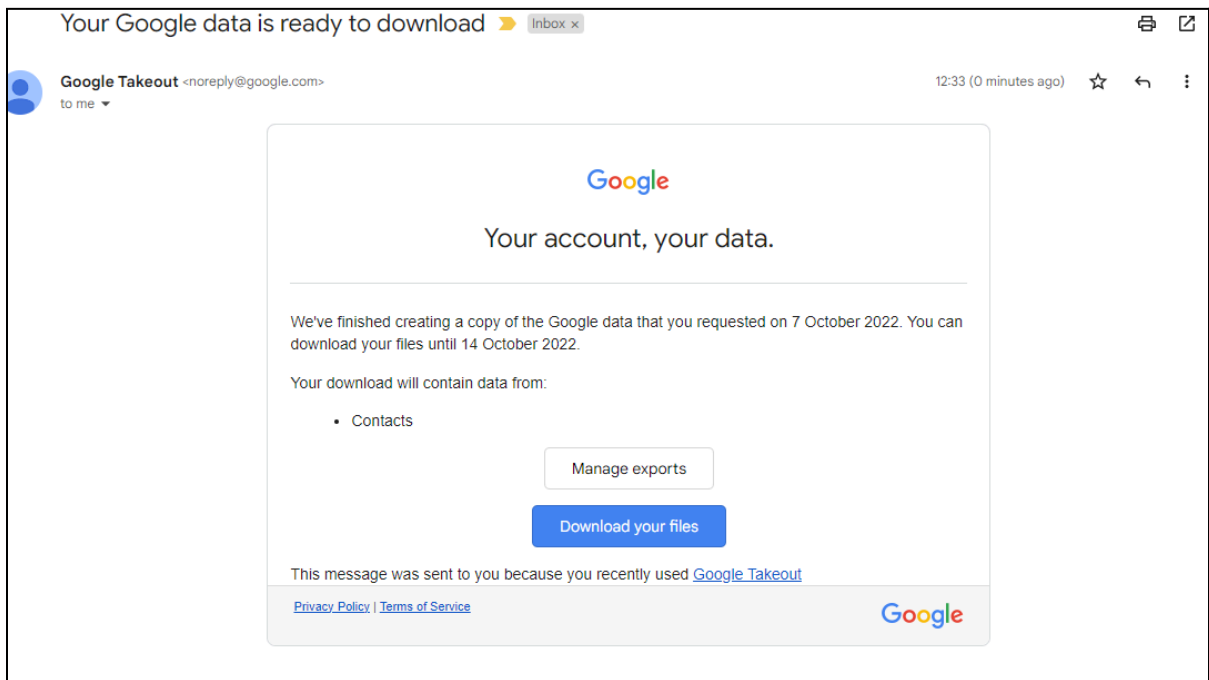 Your Google data is ready to download Inbox ×
Google Takeout <noreply@google.com> 12:33 (0 minutes ago)
to me
Google
Your account, your data.
We've finished creating a copy of the Google data that you requested on 7 October 2022. You can
download your files until 14 October 2022.
Your download will contain data from:
• Contacts
Manage exports
Download your files
This message was sent to you because you recently used Google Takeout
Privacy Policy | Terms of Service Google